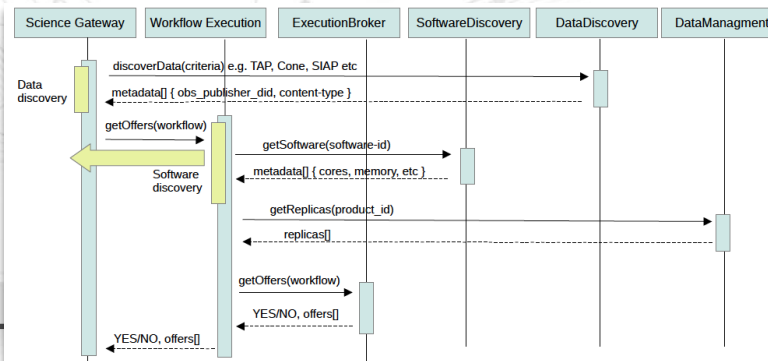 Science Gateway
Workflow Execution
ExecutionBroker
SoftwareDiscovery
DataDiscovery
DataManagment
discoverData(criteria) e.g. TAP, Cone, SIAP etc
Data
discovery
metadata[] { obs_publisher_did, content-type }
getOffers(workflow)
getSoftware(software-id)
Software
discovery
metadata[] { cores, memory, etc }
getReplicas(product_id)
replicas[]
getOffers(workflow)
YES/NO, offers[]
YES/NO, offers[]